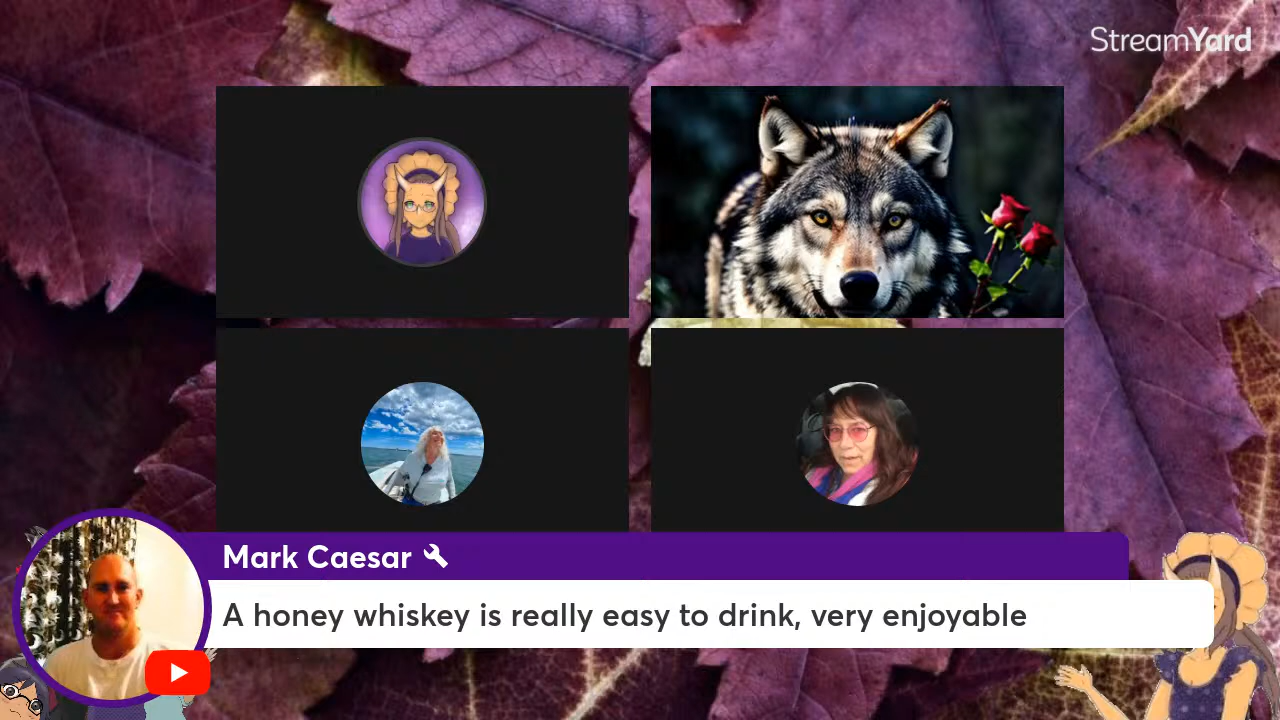 StreamYard
Mark Caesar
A honey whiskey is really easy to drink, very enjoyable